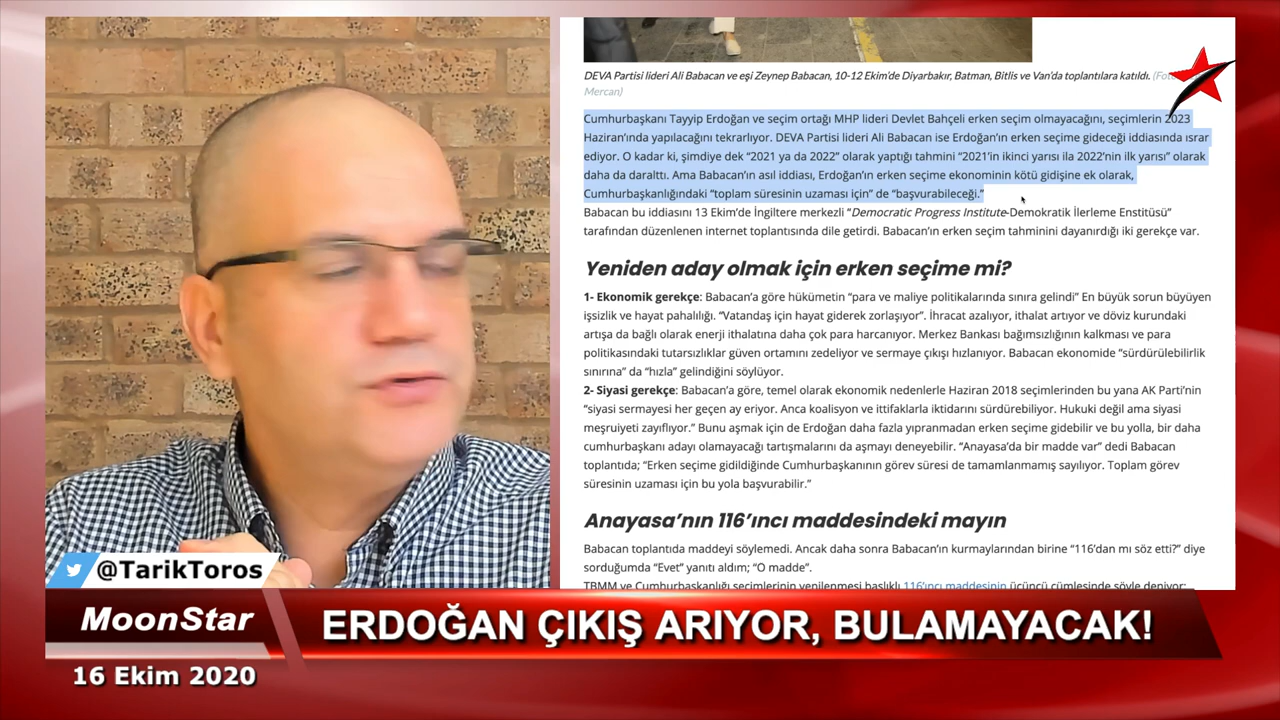 DEVA Partisi lideri Ali Babacan ve eşi Zeynep Babacan, 10-12 Ekim'de Diyarbakır, Batman, Bitlis ve Van'da toplantılara katıldı.
Mercan)
Cumhurbaşkanı Tayyip Erdoğan ve seçim ortağı MHP lideri Devlet Bahçeli erken seçim olmayacağını, seçimlerin 2023
Haziran'ında yapılacağını tekrarlıyor. DEVA Partisi lideri Ali Babacan ise Erdoğan'ın erken seçime gideceği iddiasında ısrar
ediyor. O kadar ki, şimdiye dek “2021 ya da 2022” olarak yaptığı tahmini “2021'in ikinci yarısı ila 2022'nin ilk yarısı” olarak
daha da daralttı. Ama Babacan'ın asıl iddiası, Erdoğan'ın erken seçime ekonominin kötü gidişine ek olarak,
Cumhurbaşkanlığındaki “toplam süresinin uzaması için” de “başvurabileceği.”
Babacan bu iddiasını 13 Ekim'de İngiltere merkezli “Democratic Progress Institute-Demokratik İlerleme Enstitüsü”
tarafından düzenlenen internet toplantısında dile getirdi. Babacan'ın erken seçim tahminini dayanırdığı iki gerekçe var.
Yeniden aday olmak için erken seçime mi?
1- Ekonomik gerekçe: Babacan'a göre hükümetin “para ve maliye politikalarında sınıra gelindi” En büyük sorun büyüyen
işsizlik ve hayat pahalılığı. “Vatandaş için hayat giderek zorlaşıyor”. İhracat azalıyor, ithalat artıyor ve döviz kurundaki
artışa da bağlı olarak enerji ithalatına daha çok para harcanıyor. Merkez Bankası bağımsızlığının kalkması ve para
politikasındaki tutarsızlıklar güven ortamını zedeliyor ve sermaye çıkışı hızlanıyor. Babacan ekonomide “sürdürülebilirlik
sınırına” da “hızla” gelindiğini söylüyor.
2- Siyasi gerekçe: Babacan'a göre, temel olarak ekonomik nedenlerle Haziran 2018 seçimlerinden bu yana AK Parti'nin
“siyasi sermayesi her geçen ay eriyor. Anca koalisyon ve ittifaklarla iktidarını sürdürebiliyor. Hukuki değil ama siyasi
meşruiyeti zayıflıyor.” Bunu aşmak için de Erdoğan daha fazla yıpranmadan erken seçime gidebilir ve bu yolla, bir daha
cumhurbaşkanı adayı olamayacağı tartışmalarını da aşmayı deneyebilir. “Anayasa'da bir madde var” dedi Babacan
toplantıda; “Erken seçime gidildiğinde Cumhurbaşkanının görev süresi de tamamlanmamış sayılıyor. Toplam görev
süresinin uzaması için bu yola başvurabilir.”
Anayasa'nın 116'ıncı maddesindeki mayın
Babacan toplantıda maddeyi söylemedi. Ancak daha sonra Babacan'ın kurmaylarından birine “116'dan mı söz etti?” diye
sorduğumda “Evet” yanıtı aldım; “O madde”.
TBMM ve Cumhurbaşkanlığı seçimlerinin yenilenmesi başlıklı 116'ıncı maddesinin üçüncü cümlesinde şöyle deniyor:
@TarikToros
MoonStar
ERDOĞAN ÇIKIŞ ARIYOR, BULAMAYACAK!
16 Ekim 2020